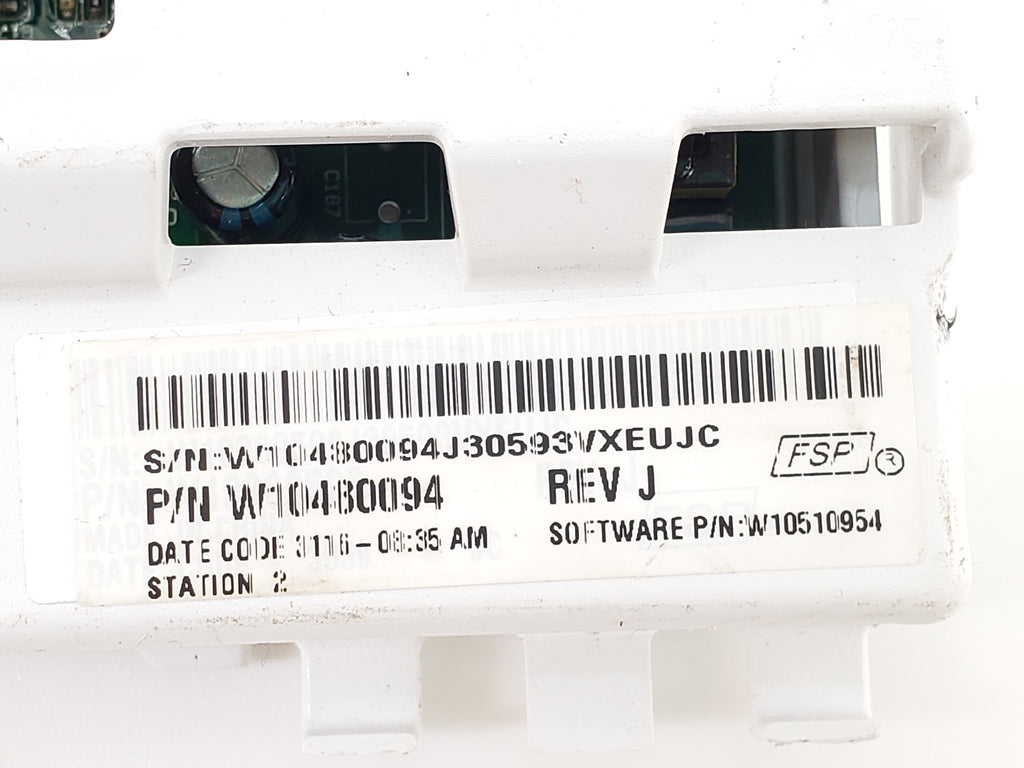 C187
S/N:W10480094J30593VXEUJC
P/N W10480094
REV J
FSP ®
DATE CODE 3116-08:35 AM
SOFTWARE P/N:W10510954
STATION 2